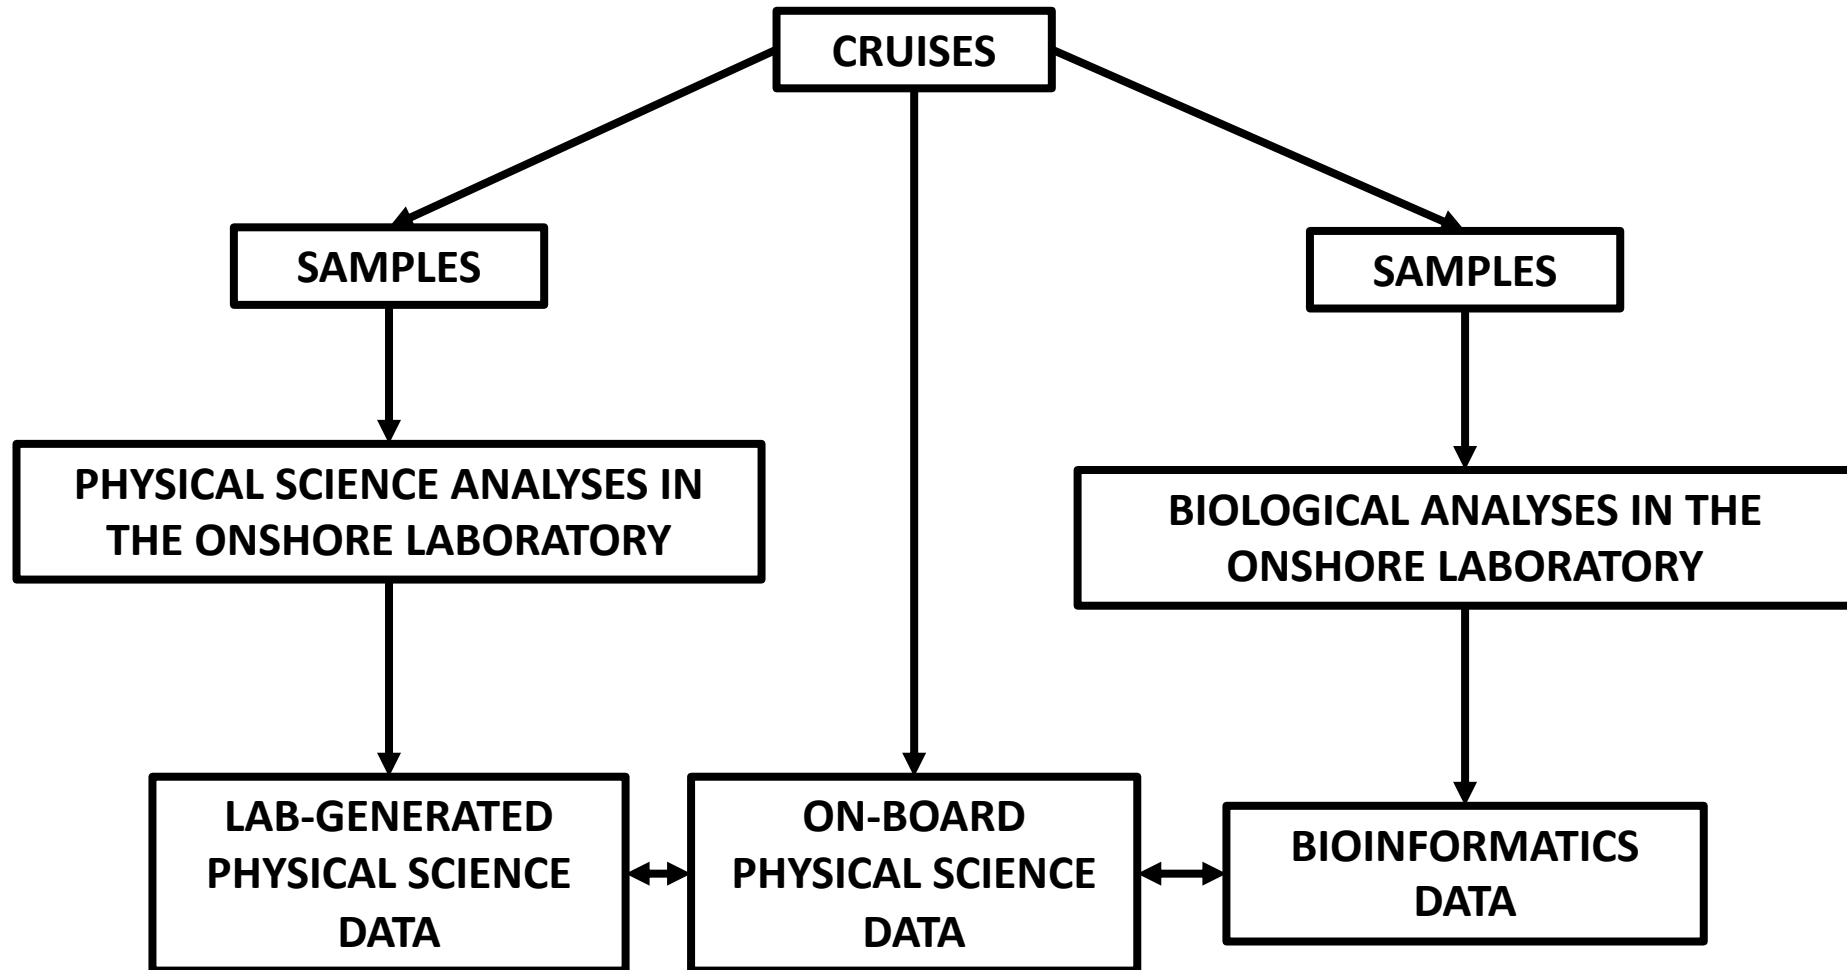 CRUISES
SAMPLES
SAMPLES
PHYSICAL SCIENCE ANALYSES IN
THE ONSHORE LABORATORY
BIOLOGICAL ANALYSES IN THE
ONSHORE LABORATORY
LAB-GENERATED
PHYSICAL SCIENCE
DATA
ON-BOARD
PHYSICAL SCIENCE
DATA
BIOINFORMATICS
DATA